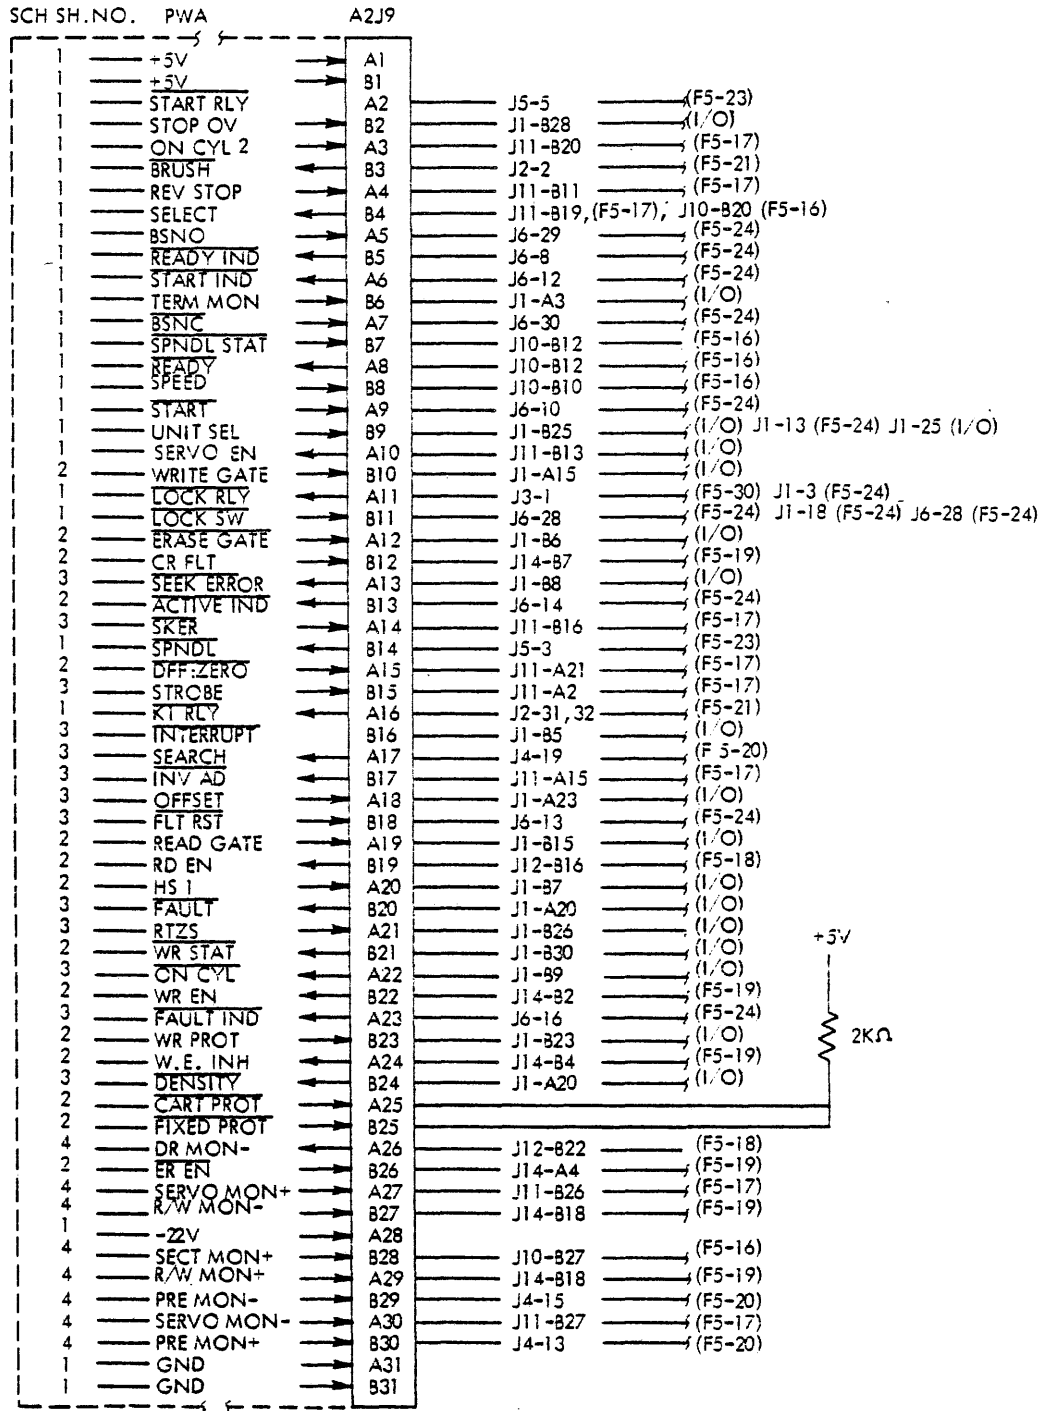 SCH SH.NO. PWA A2J9
1 +5V A1
1 +5V B1
1 START RLY A2 J5-5 (F5-23)
1 STOP OV B2 J1-B28 (I/O)
1 ON CYL 2 A3 J11-B20 (F5-17)
1 BRUSH B3 J2-2 (F5-21)
1 REV STOP A4 J11-B11 (F5-17)
1 SELECT B4 J11-B19,(F5-17), J10-B20 (F5-16)
1 BSNO A5 J6-29 (F5-24)
1 READY IND B5 J6-8 (F5-24)
1 START IND A6 J6-12 (F5-24)
1 TERM MON B6 J1-A3 (I/O)
1 BSNC A7 J6-30 (F5-24)
1 SPNDL STAT B7 J10-B12 (F5-16)
1 READY A8 J10-B12 (F5-16)
1 SPEED B8 J10-B10 (F5-16)
1 START A9 J6-10 (F5-24)
1 UNIT SEL B9 J1-B25 (I/O) J1-13 (F5-24) J1-25 (I/O)
1 SERVO EN A10 J11-B13 (I/O)
2 WRITE GATE B10 J1-A15 (I/O)
1 LOCK RLY A11 J3-1 (F5-30) J1-3 (F5-24)
1 LOCK SW B11 J6-28 (F5-24) J1-18 (F5-24) J6-28 (F5-24)
2 ERASE GATE A12 J1-B6 (I/O)
2 CR FLT B12 J14-B7 (F5-19)
3 SEEK ERROR A13 J1-B8 (I/O)
2 ACTIVE IND B13 J6-14 (F5-24)
3 SKER A14 J11-B16 (F5-17)
1 SPNDL B14 J5-3 (F5-23)
2 DFF:ZERO A15 J11-A21 (F5-17)
3 STROBE B15 J11-A2 (F5-17)
1 K1 RLY A16 J2-31,32 (F5-21)
3 INTERRUPT B16 J1-B5 (I/O)
3 SEARCH A17 J4-19 (F 5-20)
3 INV AD B17 J11-A15 (F5-17)
3 OFFSET A18 J1-A23 (I/O)
3 FLT RST B18 J6-13 (F5-24)
2 READ GATE A19 J1-B15 (I/O)
2 RD EN B19 J12-B16 (F5-18)
2 HS 1 A20 J1-B7 (I/O)
3 FAULT B20 J1-A20 (I/O)
3 RTZS A21 J1-B26 (I/O)
2 WR STAT B21 J1-B30 (I/O) +5V
3 ON CYL A22 J1-B9 (I/O)
2 WR EN B22 J14-B2 (F5-19)
3 FAULT IND A23 J6-16 (F5-24)
2 WR PROT B23 J1-B23 (I/O) 2KΩ
2 W.E. INH A24 J14-B4 (F5-19)
3 DENSITY B24 J1-A20 (I/O)
2 CART PROT A25
2 FIXED PROT B25
4 DR MON- A26 J12-B22 (F5-18)
2 ER EN B26 J14-A4 (F5-19)
4 SERVO MON+ A27 J11-B26 (F5-17)
4 R/W MON- B27 J14-B18 (F5-19)
1 -22V A28
4 SECT MON+ B28 J10-B27 (F5-16)
4 R/W MON+ A29 J14-B18 (F5-19)
4 PRE MON- B29 J4-15 (F5-20)
4 SERVO MON- A30 J11-B27 (F5-17)
4 PRE MON+ B30 J4-13 (F5-20)
1 GND A31
1 GND B31